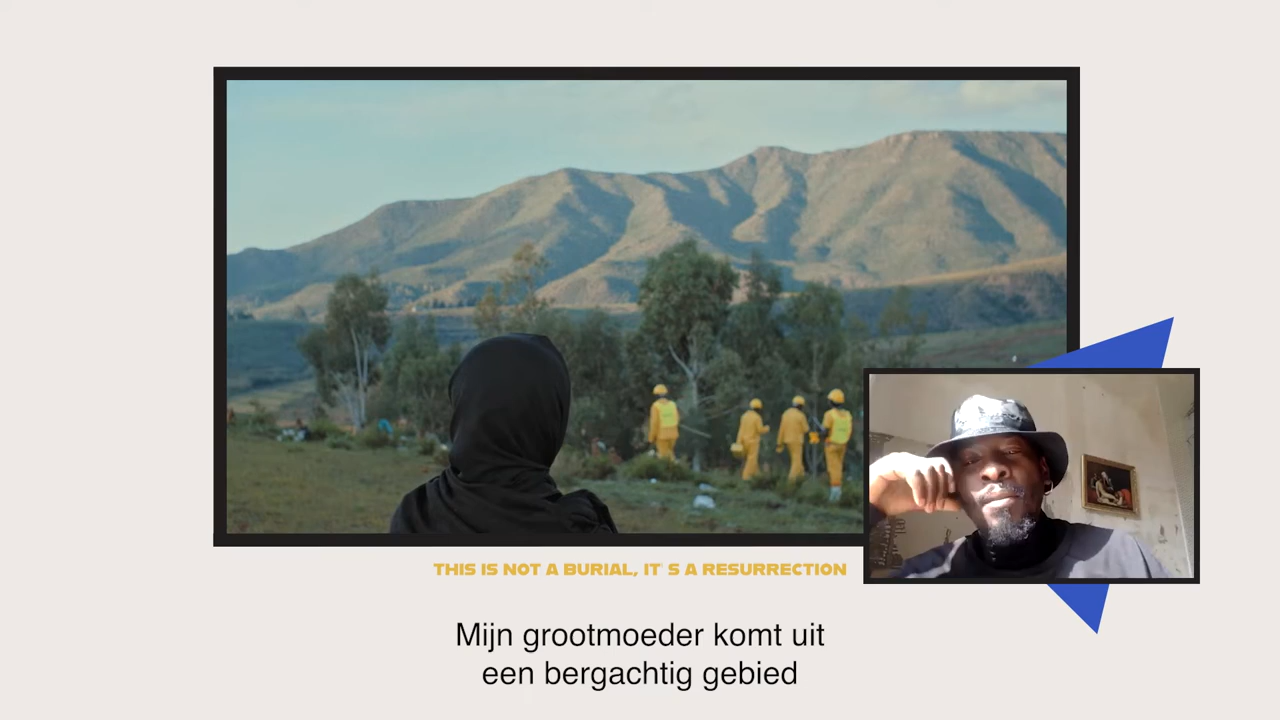 THIS IS NOT A BURIAL, IT'S A RESURRECTION
Mijn grootmoeder komt uit
een bergachtig gebied